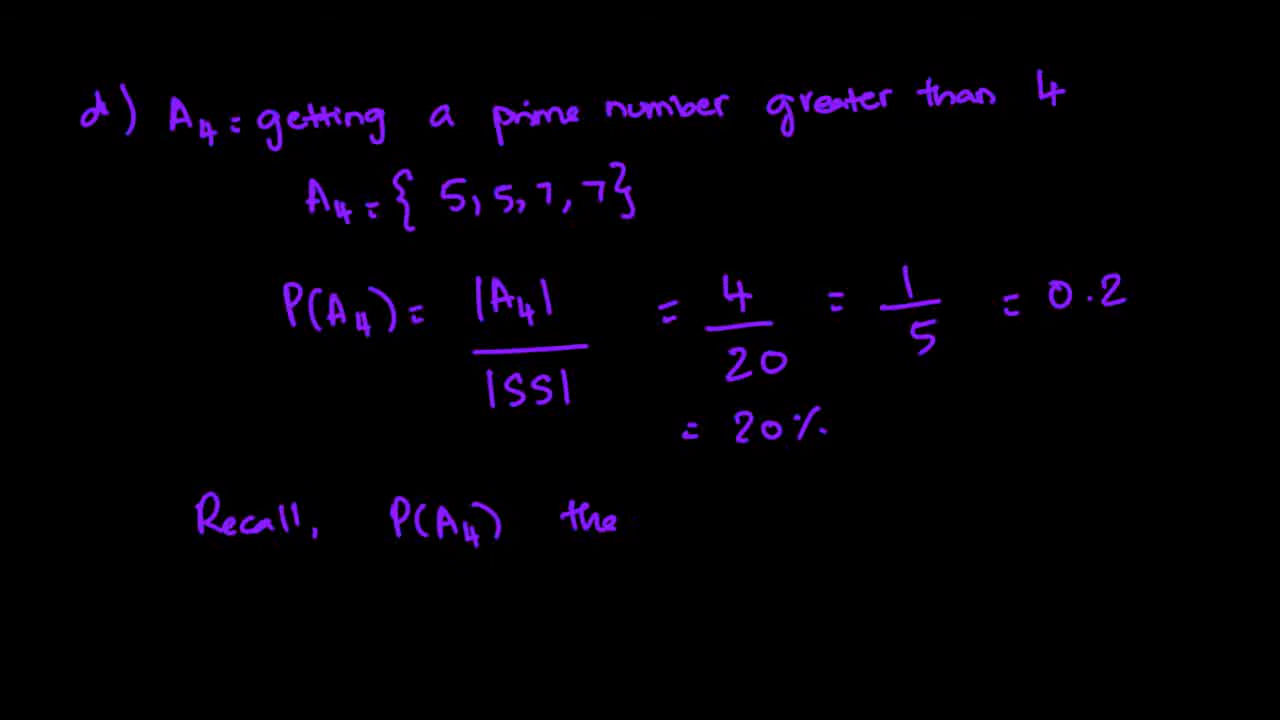 d) A₄ = getting a prime number greater than 4
A₄ = { 5, 5, 7, 7}
P(A₄) = |A₄| / |SS| = 4 / 20 = 1 / 5 = 0.2
= 20%
Recall, P(A₄) the